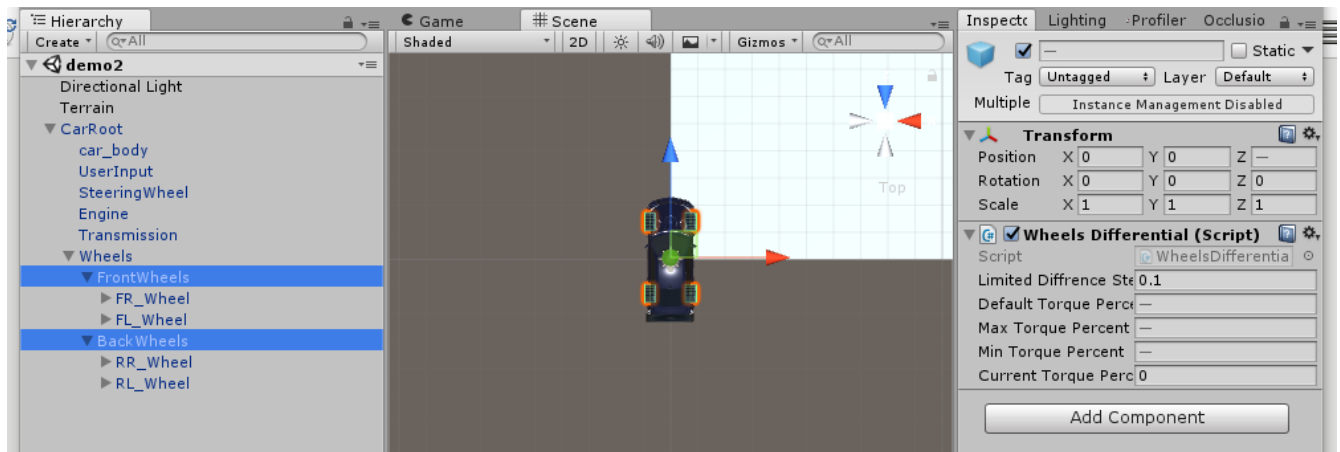 Hierarchy
Create All
demo2
Directional Light
Terrain
CarRoot
car_body
UserInput
SteeringWheel
Engine
Transmission
Wheels
FrontWheels
FR_Wheel
FL_Wheel
BackWheels
RR_Wheel
RL_Wheel
Game Scene
Shaded 2D Gizmos All
Top
Inspectc Lighting Profiler Occlusio
— Static
Tag Untagged Layer Default
Multiple Instance Management Disabled
Transform
Position X 0 Y 0 Z —
Rotation X 0 Y 0 Z 0
Scale X 1 Y 1 Z 1
Wheels Differential (Script)
Script WheelsDifferentia
Limited Diffrence Ste 0.1
Default Torque Perce —
Max Torque Percent —
Min Torque Percent —
Current Torque Perc 0
Add Component